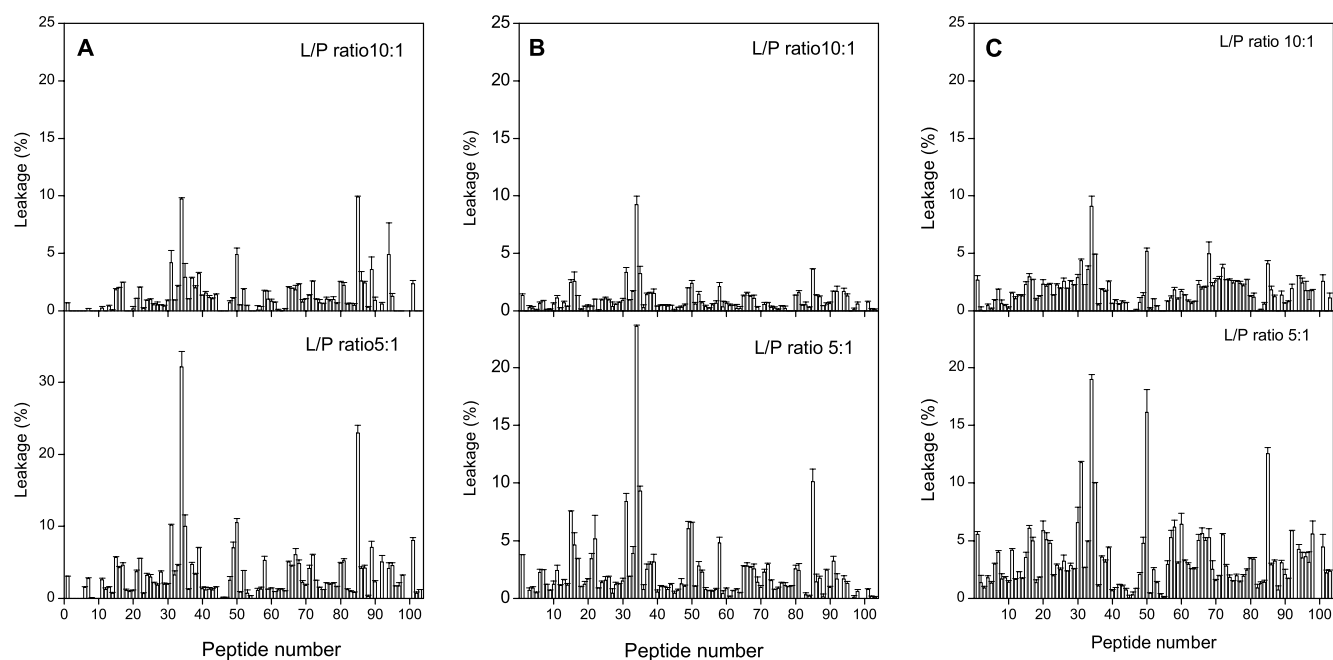 A
L/P ratio10:1
Leakage (%)
25
20
15
10
5
0
L/P ratio5:1
Leakage (%)
30
20
10
0
0 10 20 30 40 50 60 70 80 90 100
Peptide number
B
L/P ratio10:1
Leakage (%)
25
20
15
10
5
0
L/P ratio 5:1
Leakage (%)
20
15
10
5
0
10 20 30 40 50 60 70 80 90 100
Peptide number
C
L/P ratio 10:1
Leakage (%)
25
20
15
10
5
0
L/P ratio 5:1
Leakage (%)
20
15
10
5
0
10 20 30 40 50 60 70 80 90 100
Peptide number